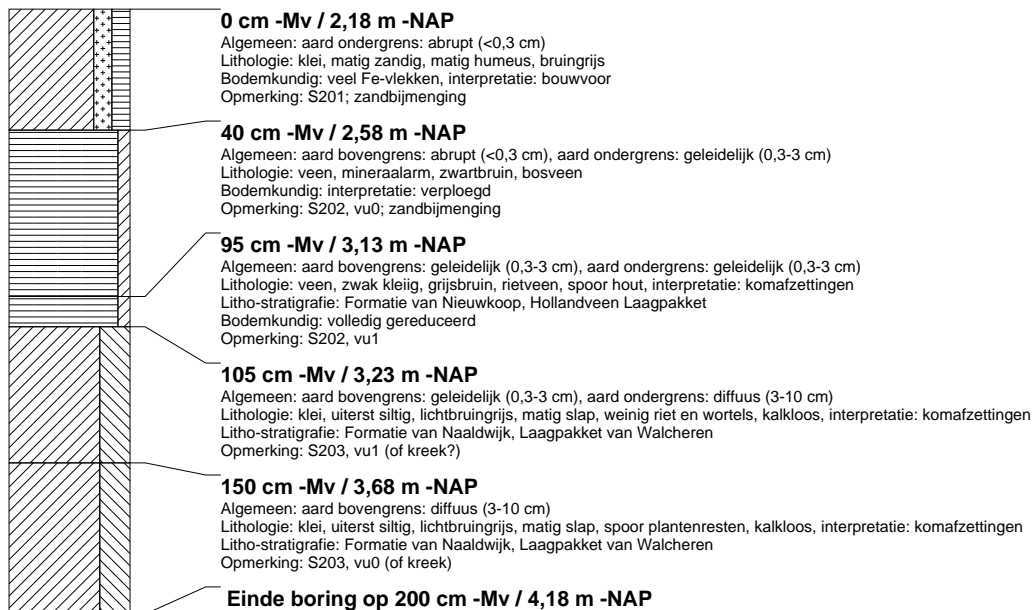 0 cm -Mv / 2,18 m -NAP
Algemeen: aard ondergrens: abrupt (<0,3 cm)
Lithologie: klei, matig zandig, matig humeus, bruingrijs
Bodemkundig: veel Fe-vlekken, interpretatie: bouwvoor
Opmerking: S201; zandbijmenging
40 cm -Mv / 2,58 m -NAP
Algemeen: aard bovengrens: abrupt (<0,3 cm), aard ondergrens: geleidelijk (0,3-3 cm)
Lithologie: veen, mineraalarm, zwartbruin, bosveen
Bodemkundig: interpretatie: verploegd
Opmerking: S202, vu0; zandbijmenging
95 cm -Mv / 3,13 m -NAP
Algemeen: aard bovengrens: geleidelijk (0,3-3 cm), aard ondergrens: geleidelijk (0,3-3 cm)
Lithologie: veen, zwak kleiig, grijsbruin, rietveen, spoor hout, interpretatie: komafzettingen
Litho-stratigrafie: Formatie van Nieuwkoop, Hollandveen Laagpakket
Bodemkundig: volledig gereduceerd
Opmerking: S202, vu1
105 cm -Mv / 3,23 m -NAP
Algemeen: aard bovengrens: geleidelijk (0,3-3 cm), aard ondergrens: diffuus (3-10 cm)
Lithologie: klei, uiterst siltig, lichtbruingrijs, matig slap, weinig riet en wortels, kalkloos, interpretatie: komafzettingen
Litho-stratigrafie: Formatie van Naaldwijk, Laagpakket van Walcheren
Opmerking: S203, vu1 (of kreek?)
150 cm -Mv / 3,68 m -NAP
Algemeen: aard bovengrens: diffuus (3-10 cm)
Lithologie: klei, uiterst siltig, lichtbruingrijs, matig slap, spoor plantenresten, kalkloos, interpretatie: komafzettingen
Litho-stratigrafie: Formatie van Naaldwijk, Laagpakket van Walcheren
Opmerking: S203, vu0 (of kreek)
Einde boring op 200 cm -Mv / 4,18 m -NAP